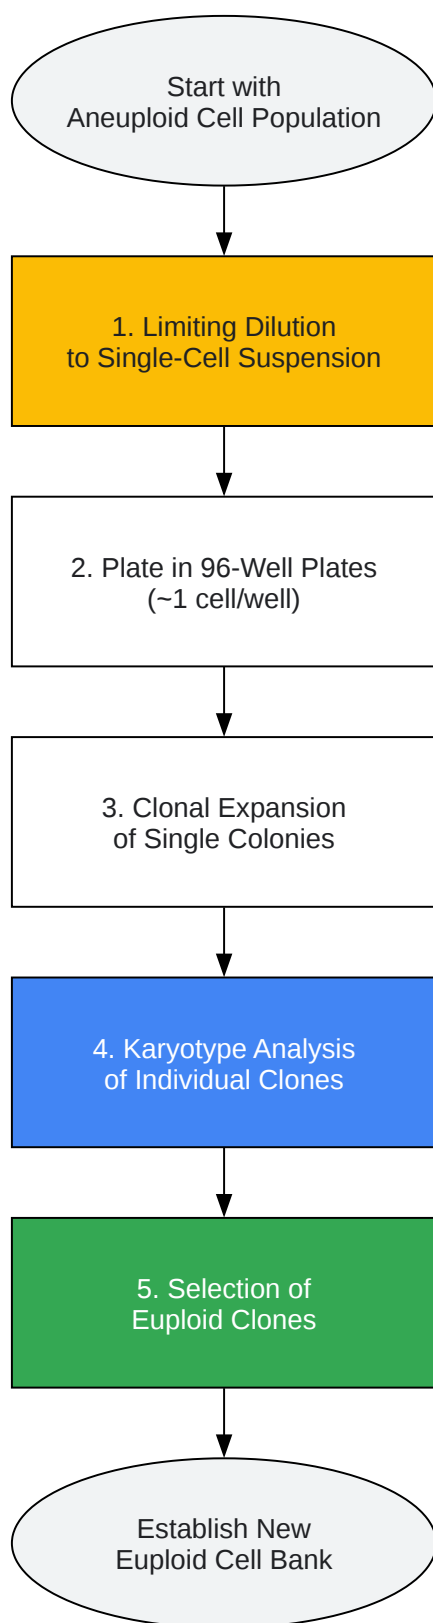 Start with
Aneuploid Cell Population
1. Limiting Dilution
to Single-Cell Suspension
2. Plate in 96-Well Plates
(~1 cell/well)
3. Clonal Expansion
of Single Colonies
4. Karyotype Analysis
of Individual Clones
5. Selection of
Euploid Clones
Establish New
Euploid Cell Bank